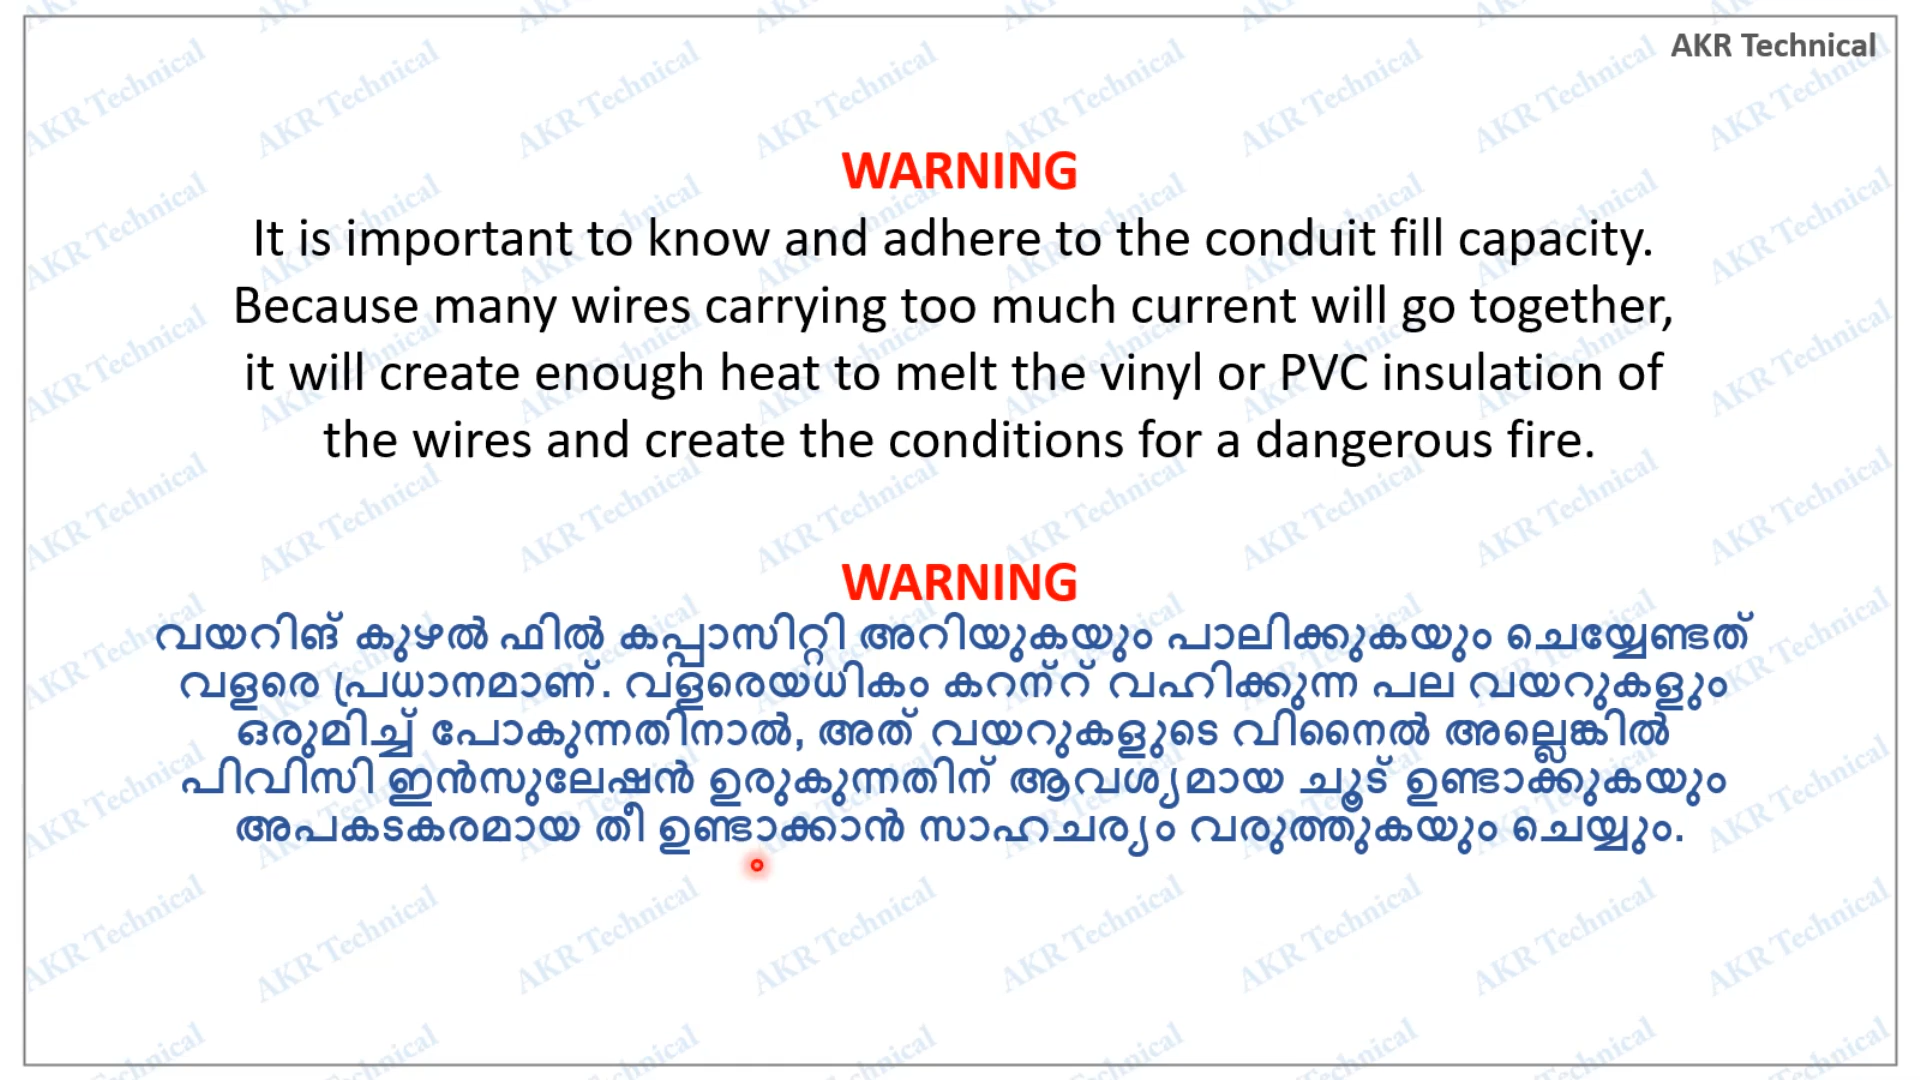 AKR Technical
WARNING
It is important to know and adhere to the conduit fill capacity.
Because many wires carrying too much current will go together,
it will create enough heat to melt the vinyl or PVC insulation of
the wires and create the conditions for a dangerous fire.
WARNING
വയറിങ് കുഴൽ ഫിൽ കപ്പാസിറ്റി അറിയുകയും പാലിക്കുകയും ചെയ്യേണ്ടത്
വളരെ പ്രധാനമാണ്. വളരെയധികം കറന്റ് വഹിക്കുന്ന പല വയറുകളും
ഒരുമിച്ച് പോകുന്നതിനാൽ, അത് വയറുകളുടെ വിനൈൽ അല്ലെങ്കിൽ
പിവിസി ഇൻസുലേഷൻ ഉരുകുന്നതിന് ആവശ്യമായ ചൂട് ഉണ്ടാക്കുകയും
അപകടകരമായ തീ ഉണ്ടാക്കാൻ സാഹചര്യം വരുത്തുകയും ചെയ്യും.